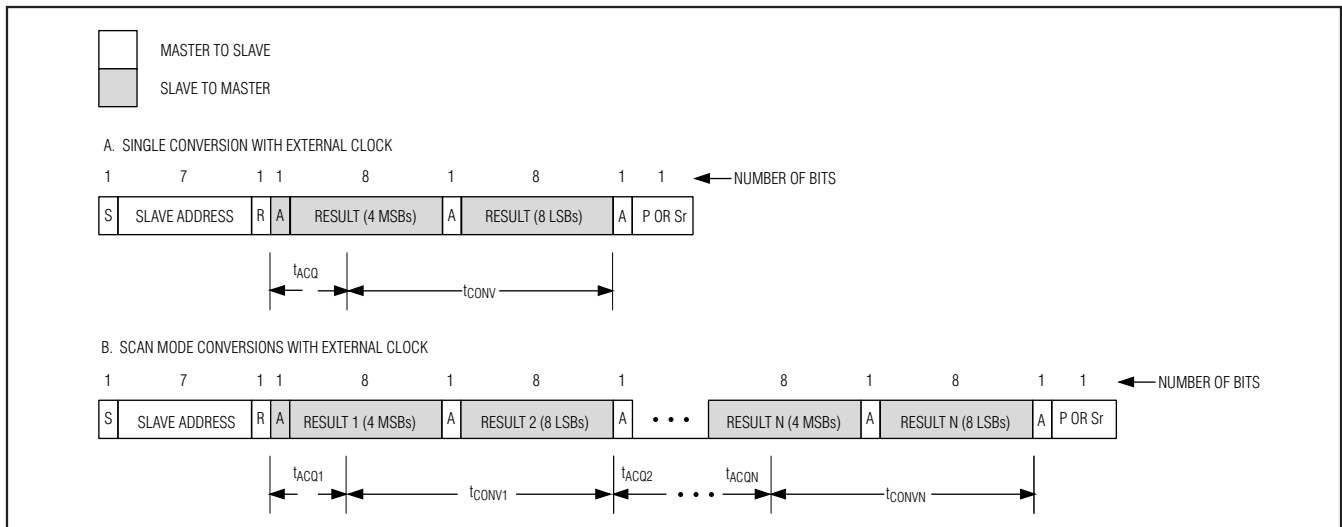 MASTER TO SLAVE
SLAVE TO MASTER
A. SINGLE CONVERSION WITH EXTERNAL CLOCK
1 7 1 1 8 1 8 1 1 NUMBER OF BITS
S SLAVE ADDRESS R A RESULT (4 MSBs) A RESULT (8 LSBs) A P OR Sr
tACQ
tCONV
B. SCAN MODE CONVERSIONS WITH EXTERNAL CLOCK
1 7 1 1 8 1 8 1 8 1 8 1 1 NUMBER OF BITS
S SLAVE ADDRESS R A RESULT 1 (4 MSBs) A RESULT 2 (8 LSBs) A • • • RESULT N (4 MSBs) A RESULT N (8 LSBs) A P OR Sr
tACQ1 tACQ2 tACQN
tCONV1 • • • tCONVN